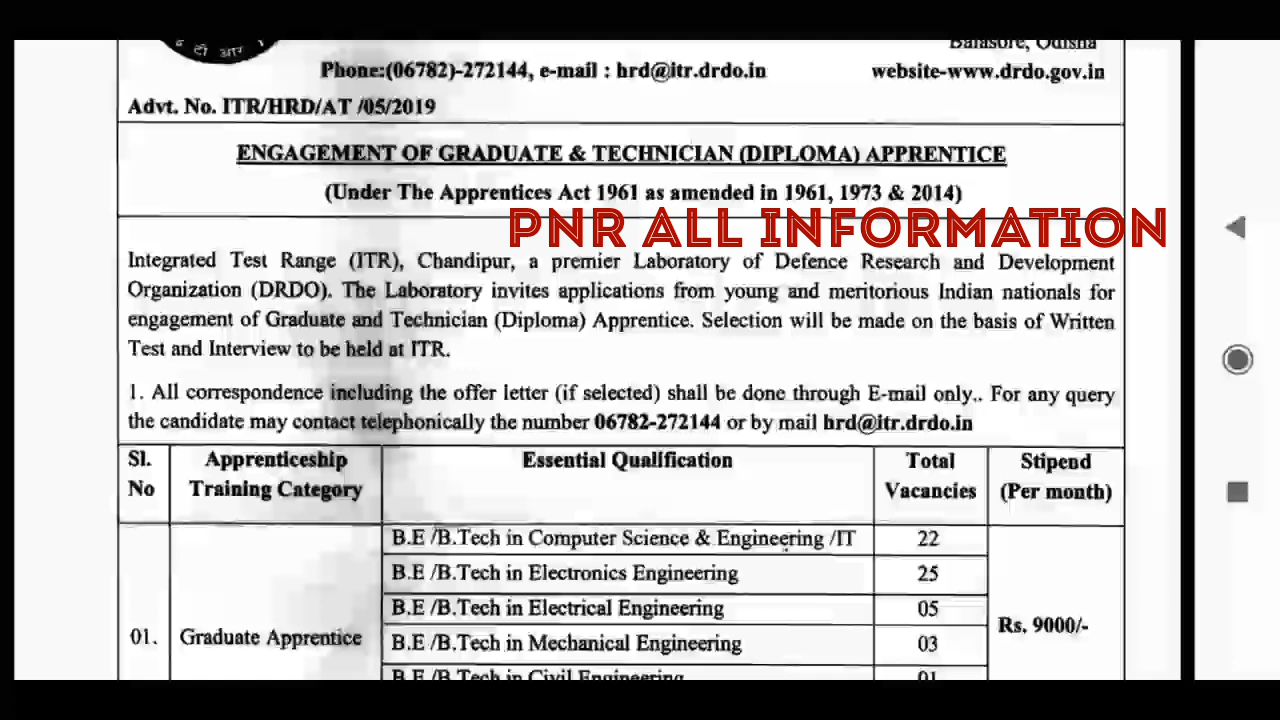 टी आर
Balasore, Odisha
Phone:(06782)-272144, e-mail : hrd@itr.drdo.in website-www.drdo.gov.in
Advt. No. ITR/HRD/AT /05/2019
ENGAGEMENT OF GRADUATE & TECHNICIAN (DIPLOMA) APPRENTICE
(Under The Apprentices Act 1961 as amended in 1961, 1973 & 2014)
PNR ALL INFORMATION
Integrated Test Range (ITR), Chandipur, a premier Laboratory of Defence Research and Development
Organization (DRDO). The Laboratory invites applications from young and meritorious Indian nationals for
engagement of Graduate and Technician (Diploma) Apprentice. Selection will be made on the basis of Written
Test and Interview to be held at ITR.
1. All correspondence including the offer letter (if selected) shall be done through E-mail only,. For any query
the candidate may contact telephonically the number 06782-272144 or by mail hrd@itr.drdo.in
Sl. No Apprenticeship Training Category Essential Qualification Total Vacancies Stipend (Per month)
B.E /B.Tech in Computer Science & Engineering /IT 22
B.E /B.Tech in Electronics Engineering 25
B.E /B.Tech in Electrical Engineering 05
01. Graduate Apprentice B.E /B.Tech in Mechanical Engineering 03 Rs. 9000/-
B.E /B.Tech in Civil Engineering 01